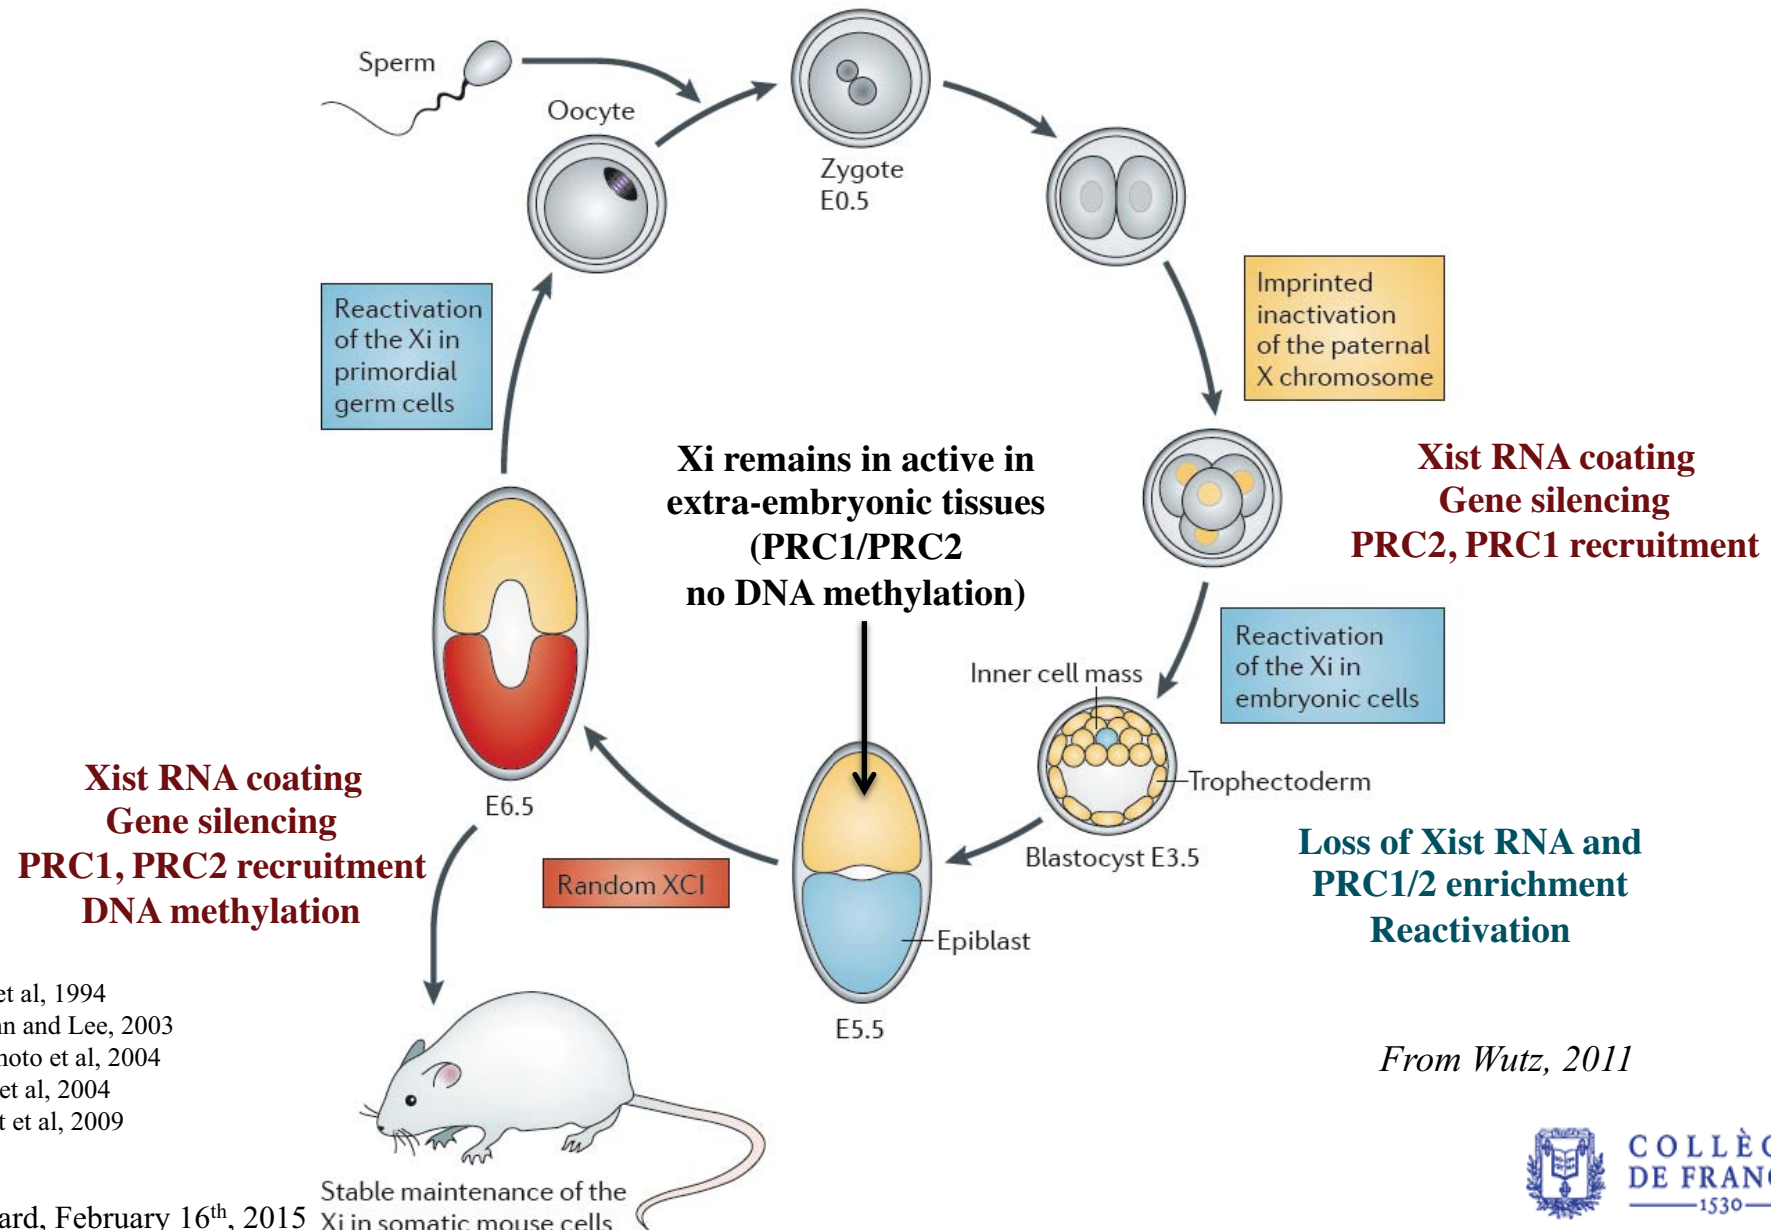 Sperm
Oocyte
Zygote
E0.5
Reactivation
of the Xi in
primordial
germ cells
Imprinted
inactivation
of the paternal
X chromosome
Xi remains in active in
extra-embryonic tissues
(PRC1/PRC2
no DNA methylation)
Xist RNA coating
Gene silencing
PRC2, PRC1 recruitment
Reactivation
of the Xi in
embryonic cells
Inner cell mass
Trophectoderm
Blastocyst E3.5
Loss of Xist RNA and
PRC1/2 enrichment
Reactivation
Xist RNA coating
Gene silencing
PRC1, PRC2 recruitment
DNA methylation
E6.5
Random XCI
Epiblast
E5.5
et al, 1994
and Lee, 2003
et al, 2004
et al, 2004
et al, 2009
From Wutz, 2011
February 16th, 2015
Stable maintenance of the
Xi in somatic mouse cells
COLLÈG
DE FRANC
1530